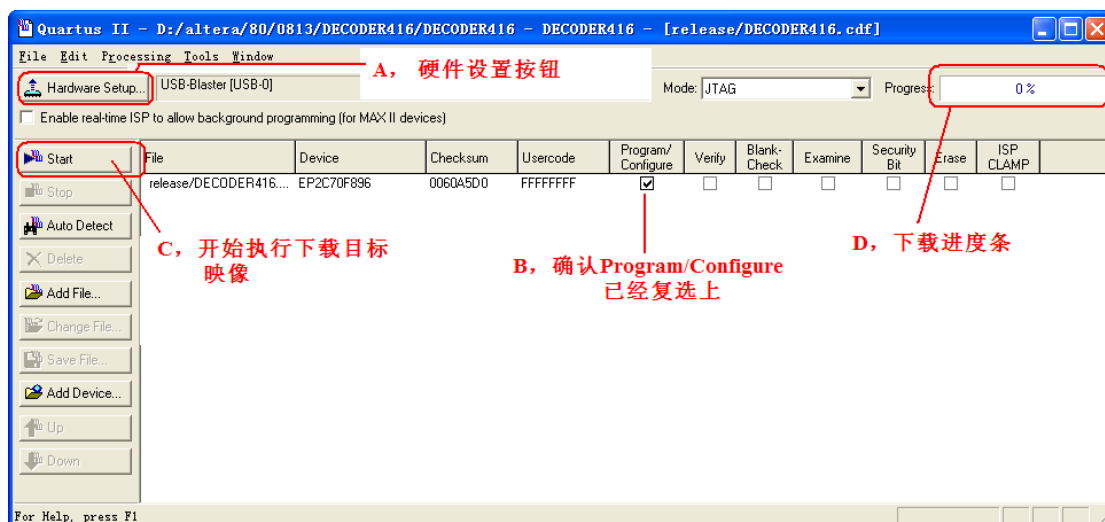 Quartus II - D:/altera/80/0813/DECODER416/DECODER416 - DECODER416 - [release/DECODER416.cdf]
File Edit Processing Tools Window
A, 硬件设置按钮
Hardware Setup... USB-Blaster [USB-0] Mode: JTAG Progress: 0 %
Enable real-time ISP to allow background programming (for MAX II devices)
Start
File Device Checksum Usercode Program/Configure Verify Blank-Check Examine Security Bit Erase ISP CLAMP
release/DECODER416.... EP2C70F896 0060A5D0 FFFFFFFF
Stop
Auto Detect
Delete
Add File...
Change File...
Save File...
Add Device...
Up
Down
C, 开始执行下载目标
映像
B, 确认Program/Configure
已经复选上
D, 下载进度条
For Help, press F1